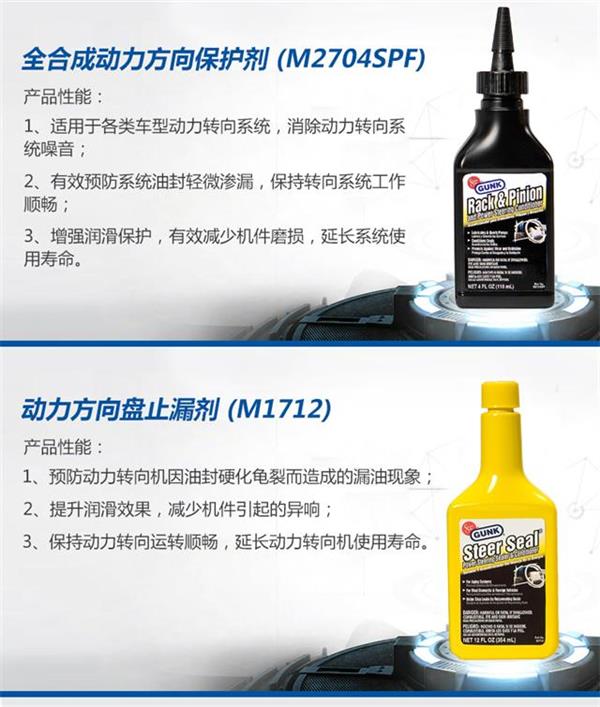 全合成动力方向保护剂 (M2704SPF)
产品性能：
1、适用于各类车型动力转向系统，消除动力转向系
统噪音；
2、有效预防系统油封轻微渗漏，保持转向系统工作
顺畅；
3、增强润滑保护，有效减少机件磨损，延长系统使
用寿命。
GUNK
Rack & Pinion
and Power Steering Conditioner
NET 4 FL OZ (118 mL)
动力方向盘止漏剂 (M1712)
产品性能：
1、预防动力转向机因油封硬化龟裂而造成的漏油现象；
2、提升润滑效果，减少机件引起的异响；
3、保持动力转向运转顺畅，延长动力转向机使用寿命。
GUNK
Steer Seal
Power Steering Sealer & Conditioner
NET 12 FL OZ (354 mL)